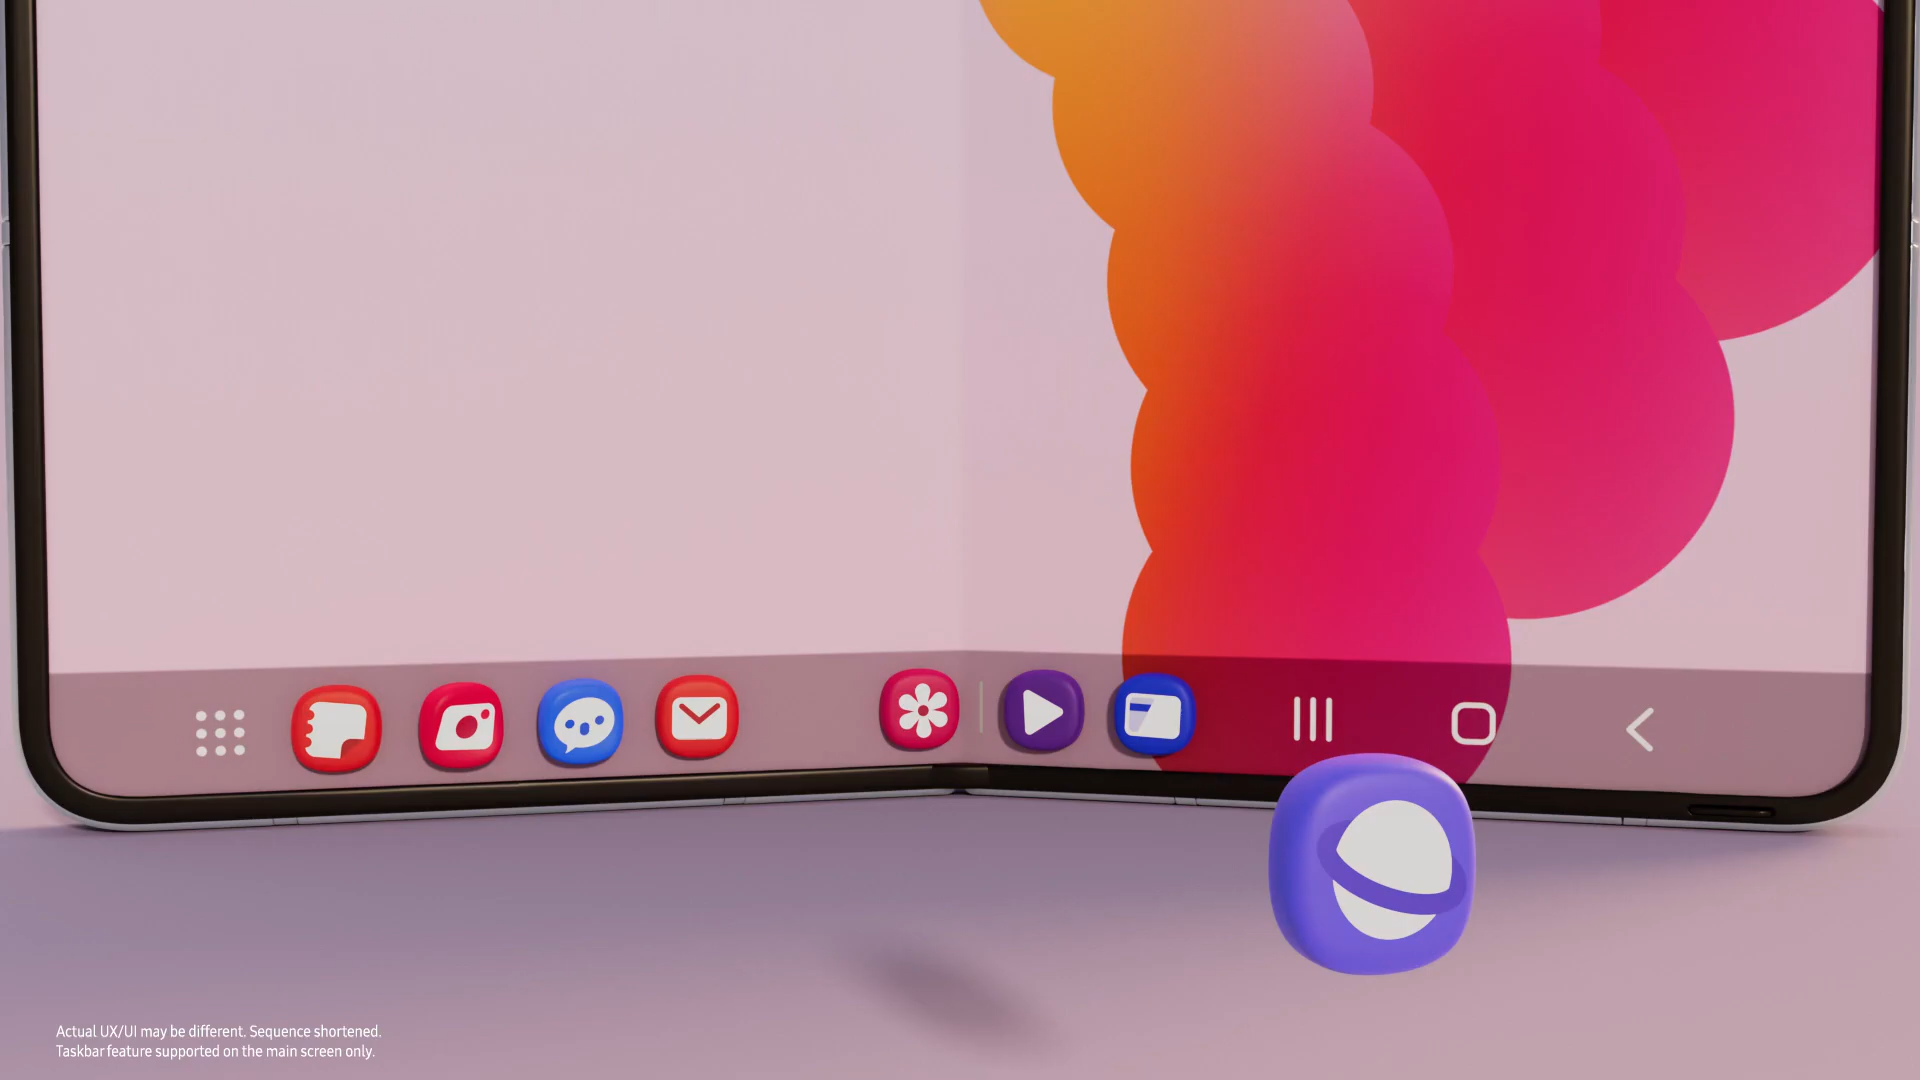 Actual UX/UI may be different. Sequence shortened.
Taskbar feature supported on the main screen only.